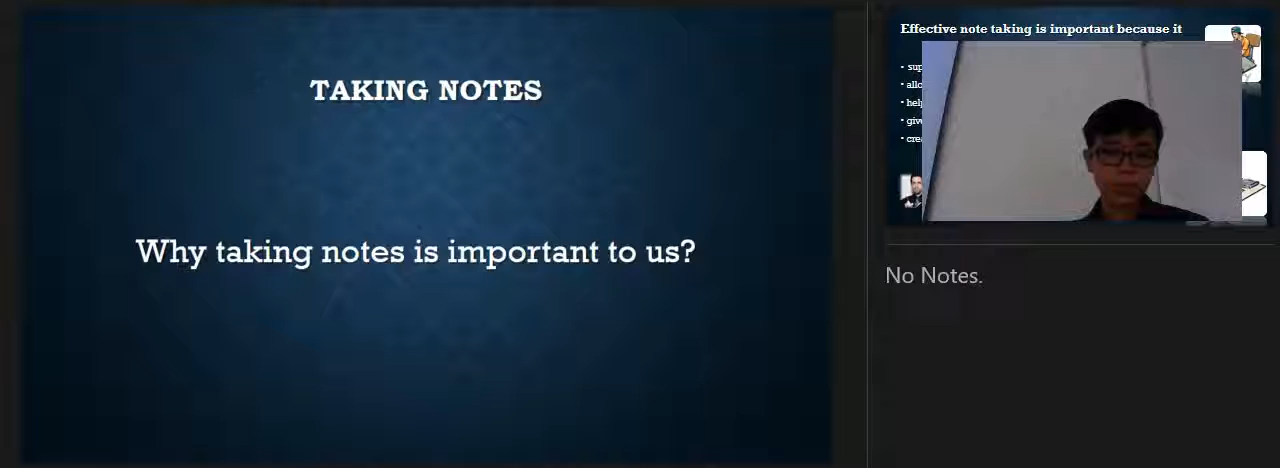 TAKING NOTES
Why taking notes is important to us?
Effective note taking is important because it
No Notes.